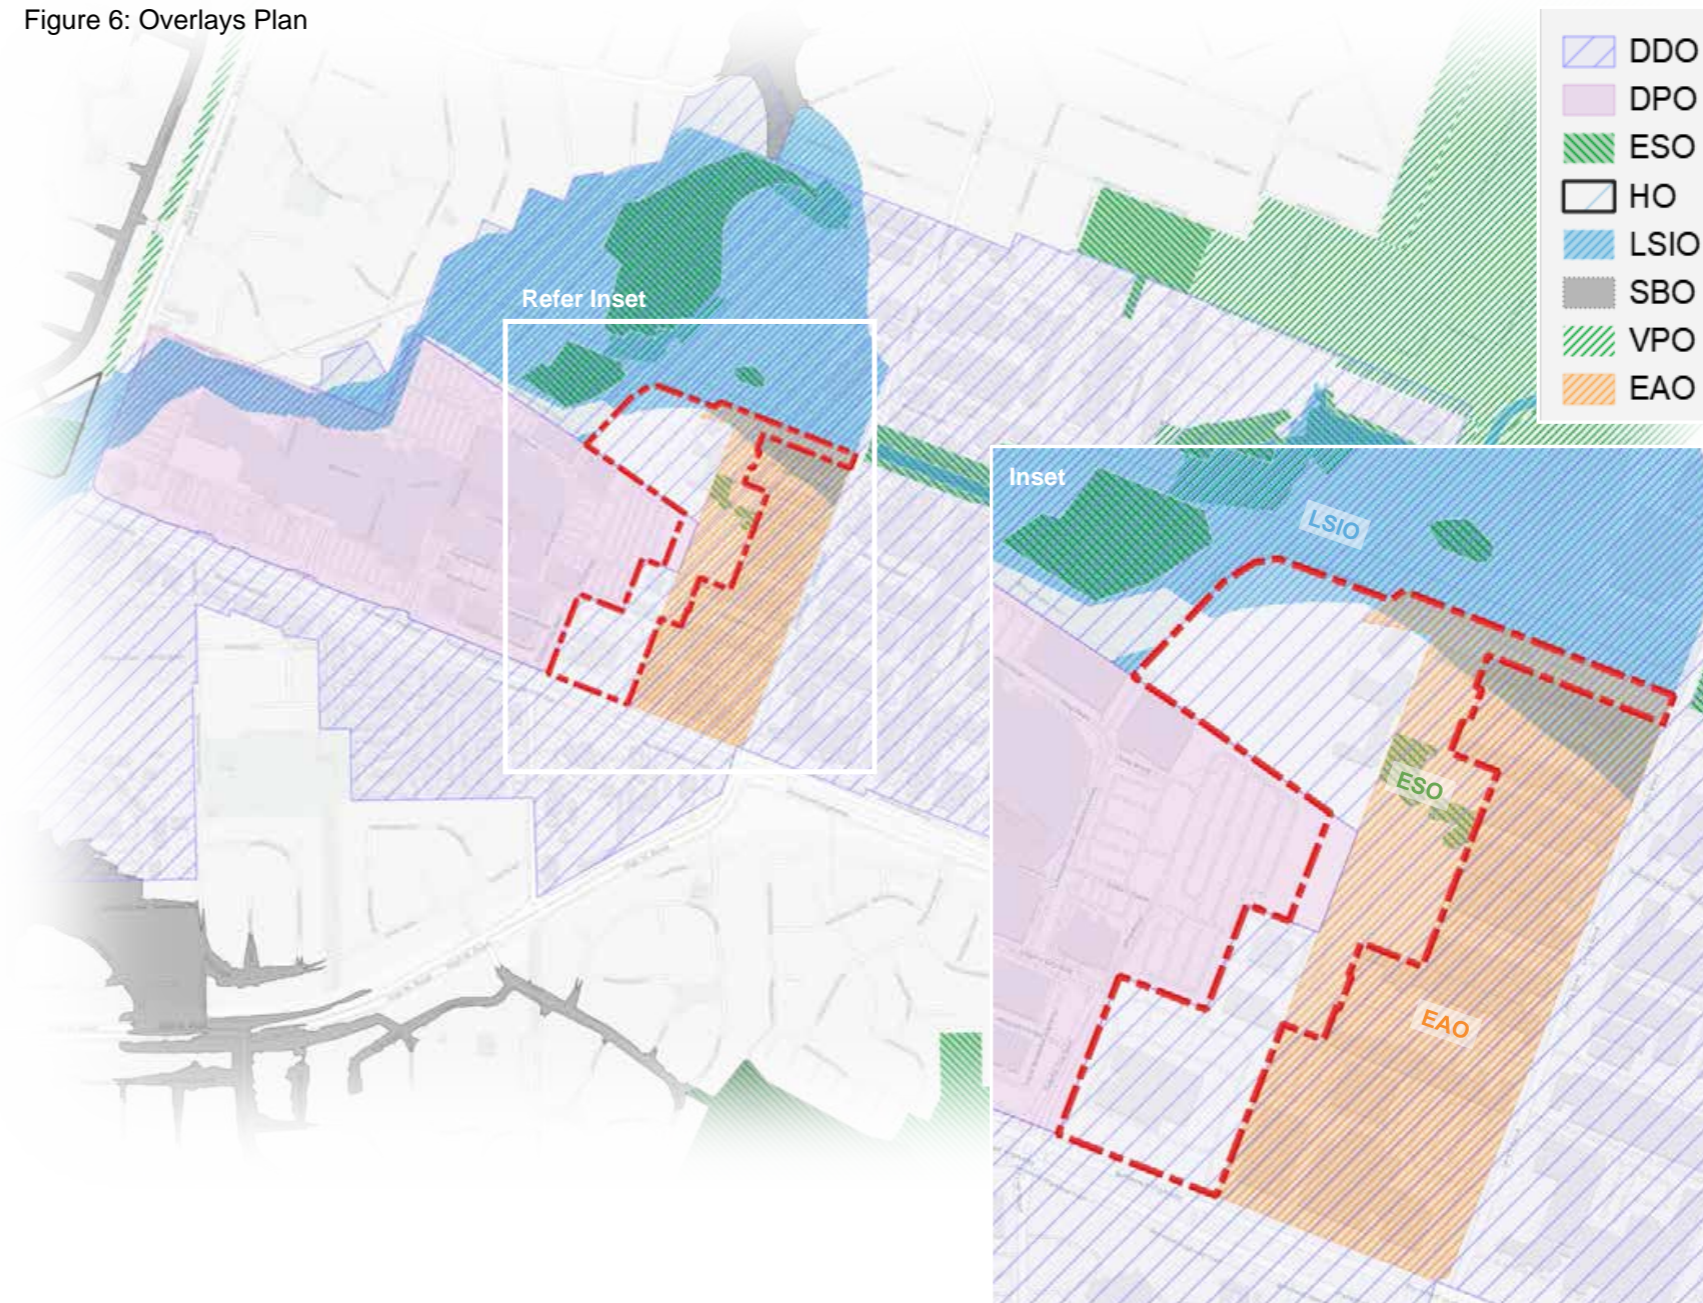 Figure 6: Overlays Plan
DDO
DPO
ESO
HO
LSIO
SBO
VPO
EAO
Refer Inset
Inset
LSIO
ESO
EAO